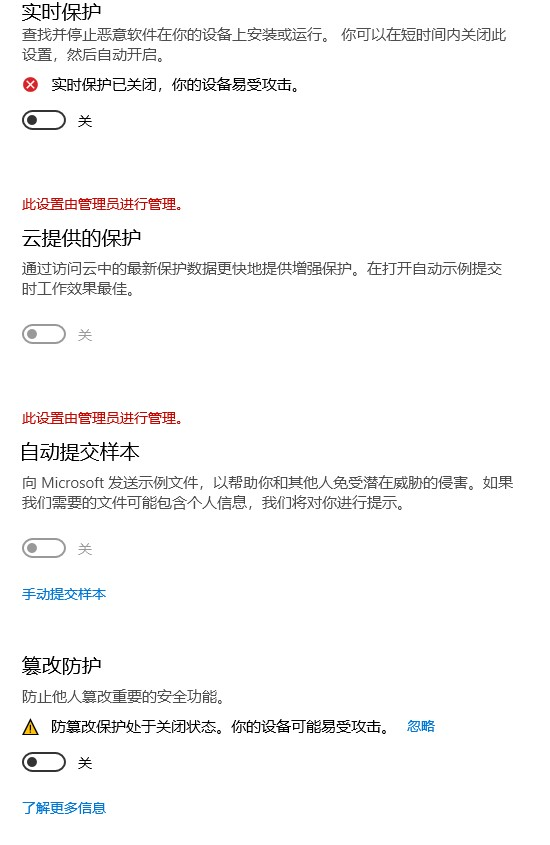 实时保护
查找并停止恶意软件在你的设备上安装或运行。 你可以在短时间内关闭此
设置，然后自动开启。
实时保护已关闭，你的设备易受攻击。
关
此设置由管理员进行管理。
云提供的保护
通过访问云中的最新保护数据更快地提供增强保护。在打开自动示例提交
时工作效果最佳。
关
此设置由管理员进行管理。
自动提交样本
向 Microsoft 发送示例文件，以帮助你和其他人免受潜在威胁的侵害。如果
我们需要的文件可能包含个人信息，我们将对你进行提示。
关
手动提交样本
篡改防护
防止他人篡改重要的安全功能。
防篡改保护处于关闭状态。你的设备可能易受攻击。 忽略
关
了解更多信息